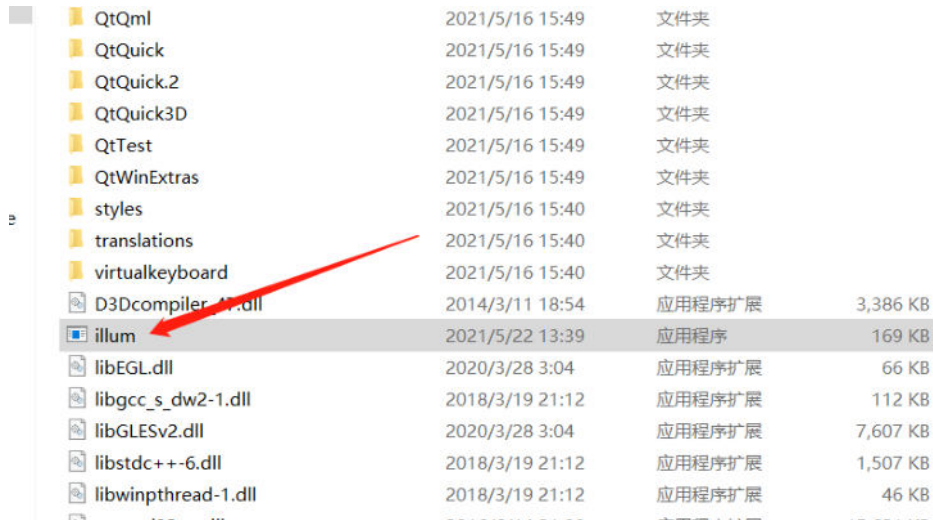 QtQml 2021/5/16 15:49 文件夹
QtQuick 2021/5/16 15:49 文件夹
QtQuick.2 2021/5/16 15:49 文件夹
QtQuick3D 2021/5/16 15:49 文件夹
QtTest 2021/5/16 15:49 文件夹
QtWinExtras 2021/5/16 15:49 文件夹
styles 2021/5/16 15:40 文件夹
e
translations 2021/5/16 15:40 文件夹
virtualkeyboard 2021/5/16 15:40 文件夹
D3Dcompiler_47.dll 2014/3/11 18:54 应用程序扩展 3,386 KB
illum 2021/5/22 13:39 应用程序 169 KB
libEGL.dll 2020/3/28 3:04 应用程序扩展 66 KB
libgcc_s_dw2-1.dll 2018/3/19 21:12 应用程序扩展 112 KB
libGLESv2.dll 2020/3/28 3:04 应用程序扩展 7,607 KB
libstdc++-6.dll 2018/3/19 21:12 应用程序扩展 1,507 KB
libwinpthread-1.dll 2018/3/19 21:12 应用程序扩展 46 KB